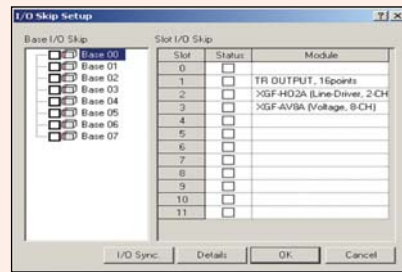 I/O Skip Setup
Base I/O Skip
Base 00
Base 01
Base 02
Base 03
Base 04
Base 05
Base 06
Base 07
Slot I/O Skip
Slot Status Module
0
1 TR OUTPUT, 16points
2 XGF-HO2A (Line-Driver, 2-CH
3 XGF-AV8A (Voltage, 8-CH)
4
5
6
7
8
9
10
11
I/O Sync. Details OK Cancel